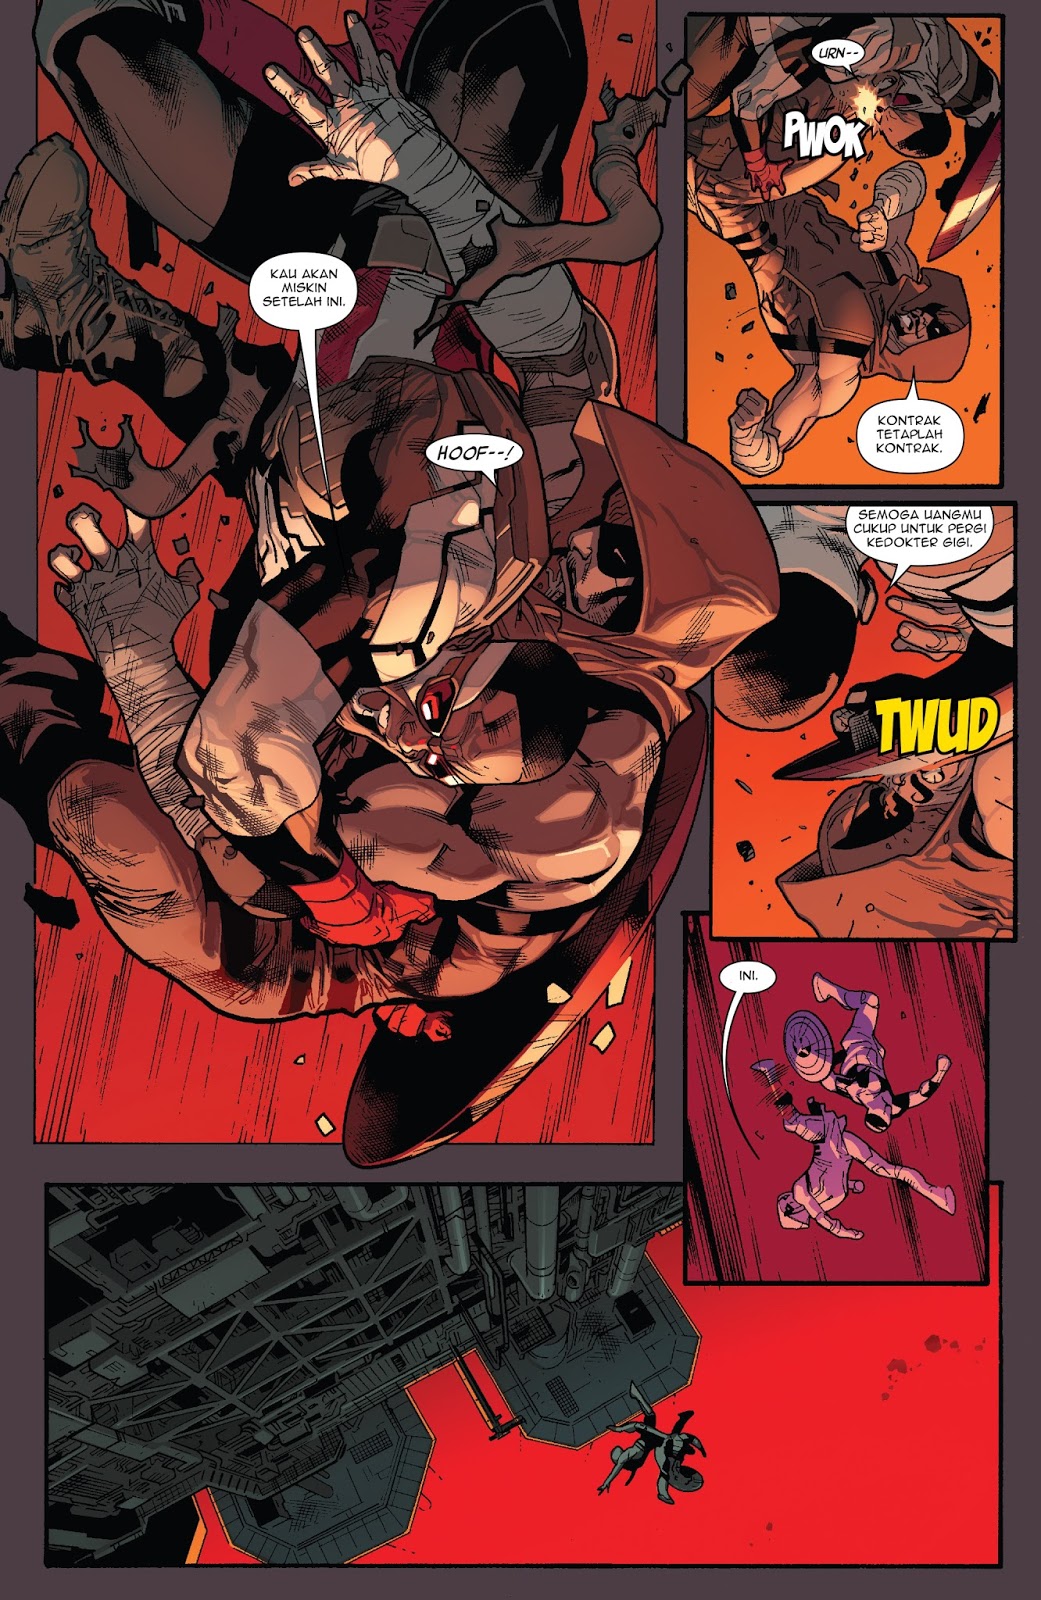 KAU AKAN
MISKIN
SETELAH INI.
HOOF--!
URN--
PWOK
KONTRAK
TETAPLAH
KONTRAK.
SEMOGA UANGMU
CUKUP UNTUK PERGI
KEDOKTER GIGI.
TWUD
INI.